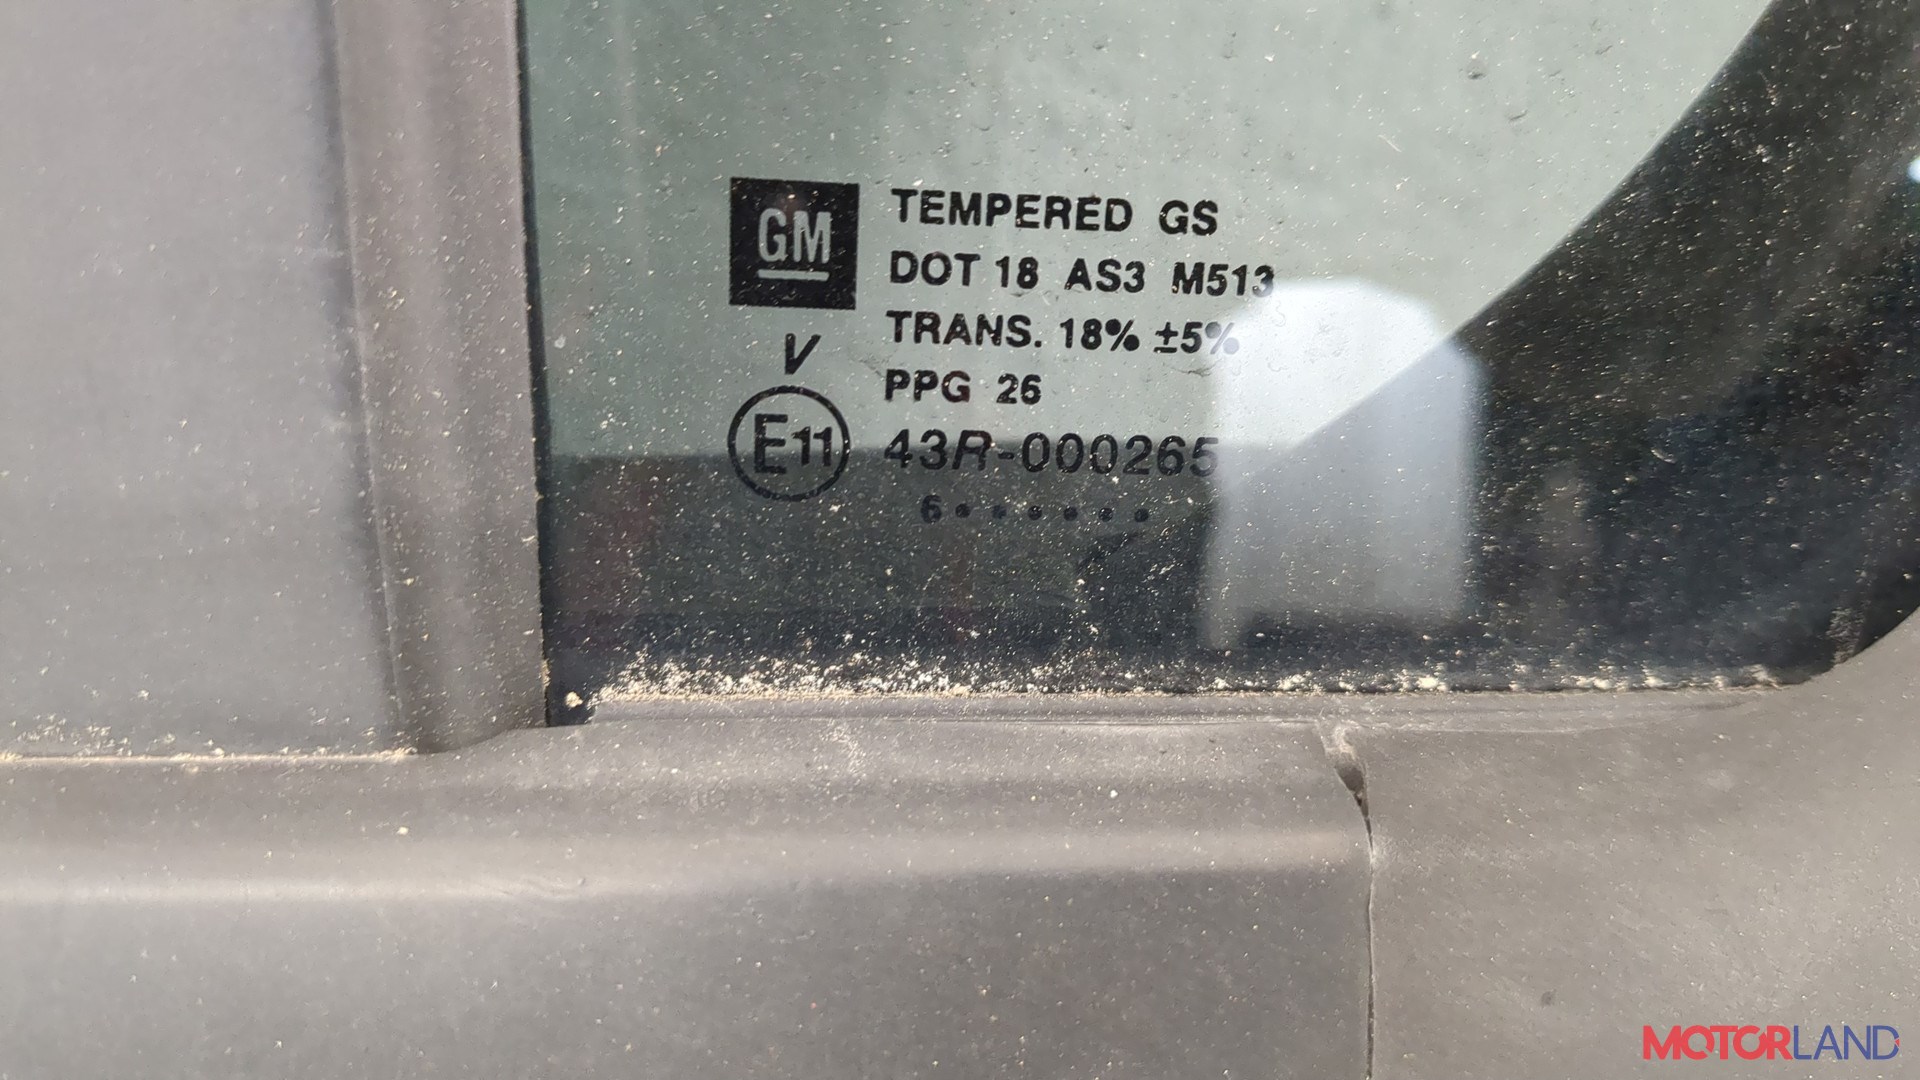 GM
TEMPERED GS
DOT 18 AS3 M513
TRANS. 18% ±5%
V
PPG 26
E11 43R-000265
6••••••
MOTORLAND